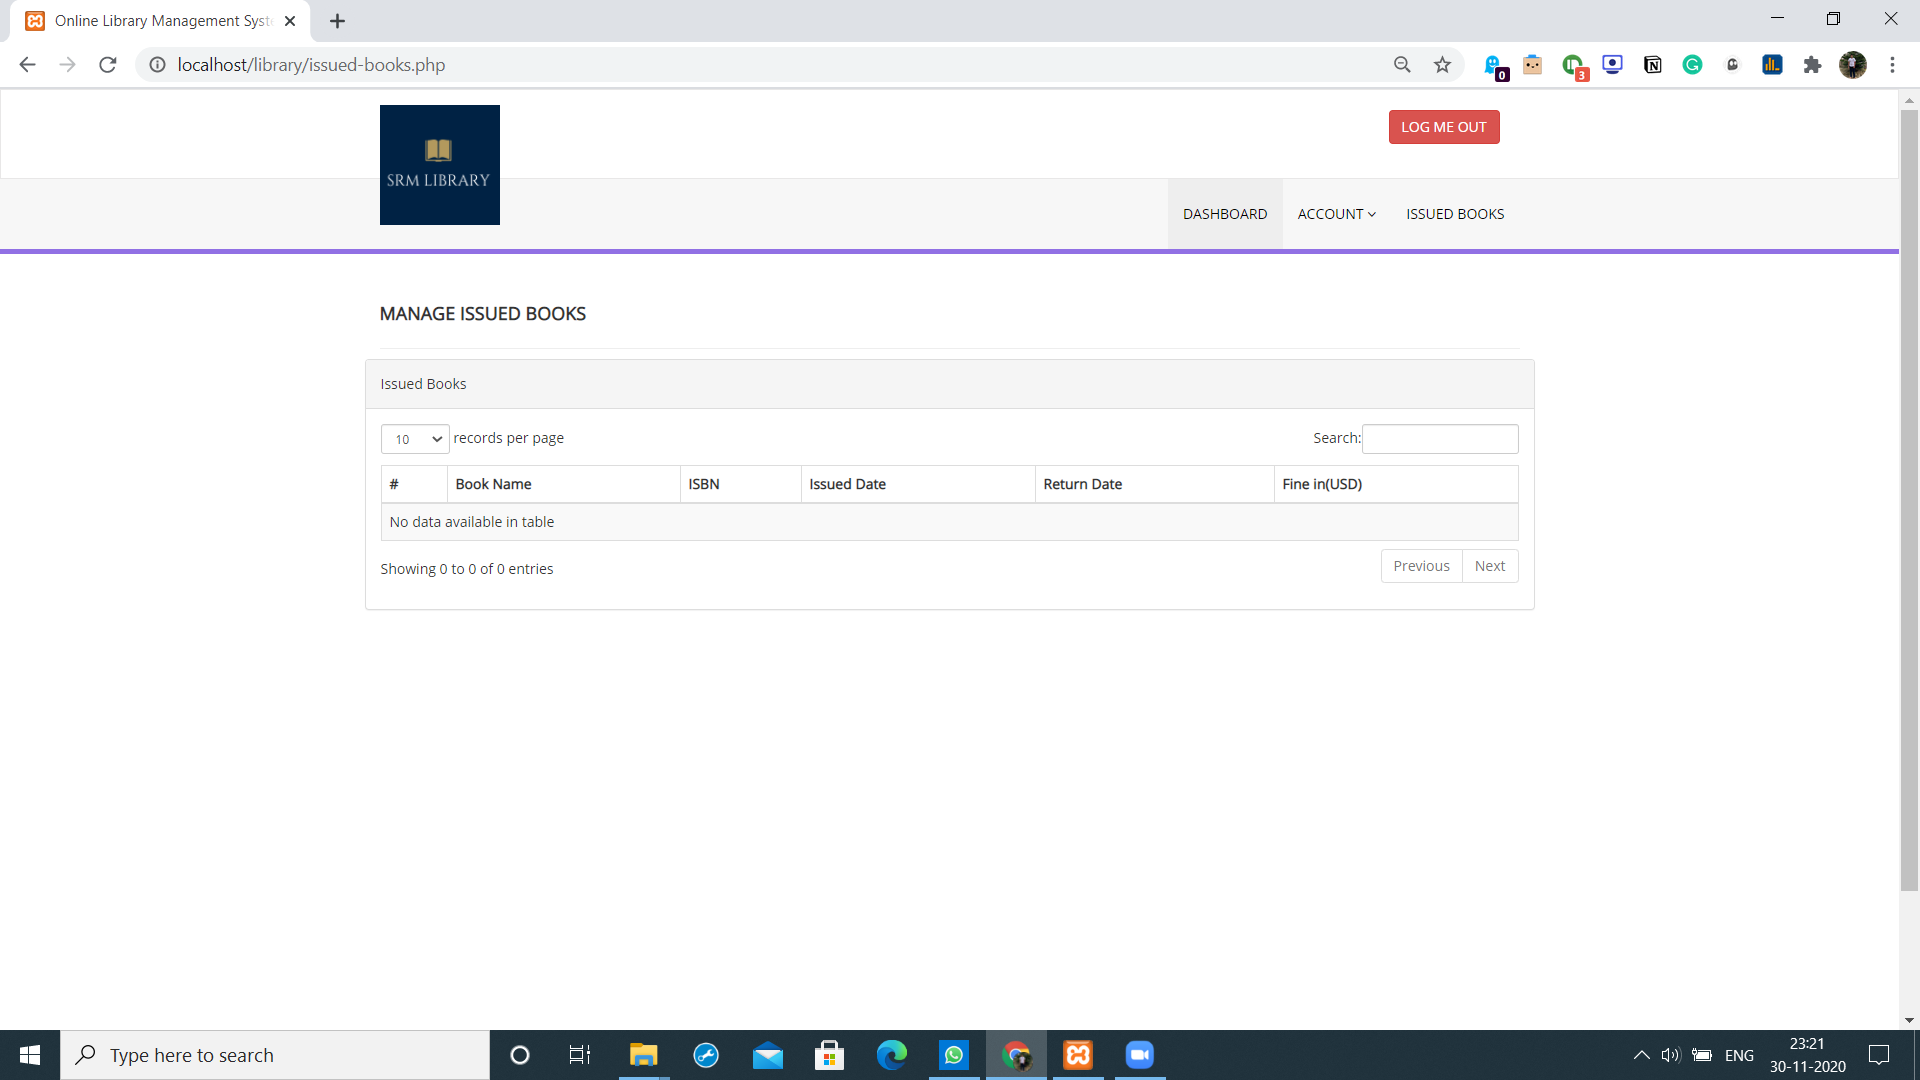 Online Library Management Syst
localhost/library/issued-books.php
0
3
SRM LIBRARY
LOG ME OUT
DASHBOARD
ACCOUNT
ISSUED BOOKS
MANAGE ISSUED BOOKS
Issued Books
10 records per page
Search:
# Book Name ISBN Issued Date Return Date Fine in(USD)
No data available in table
Showing 0 to 0 of 0 entries
Previous Next
Type here to search
ENG
23:21
30-11-2020